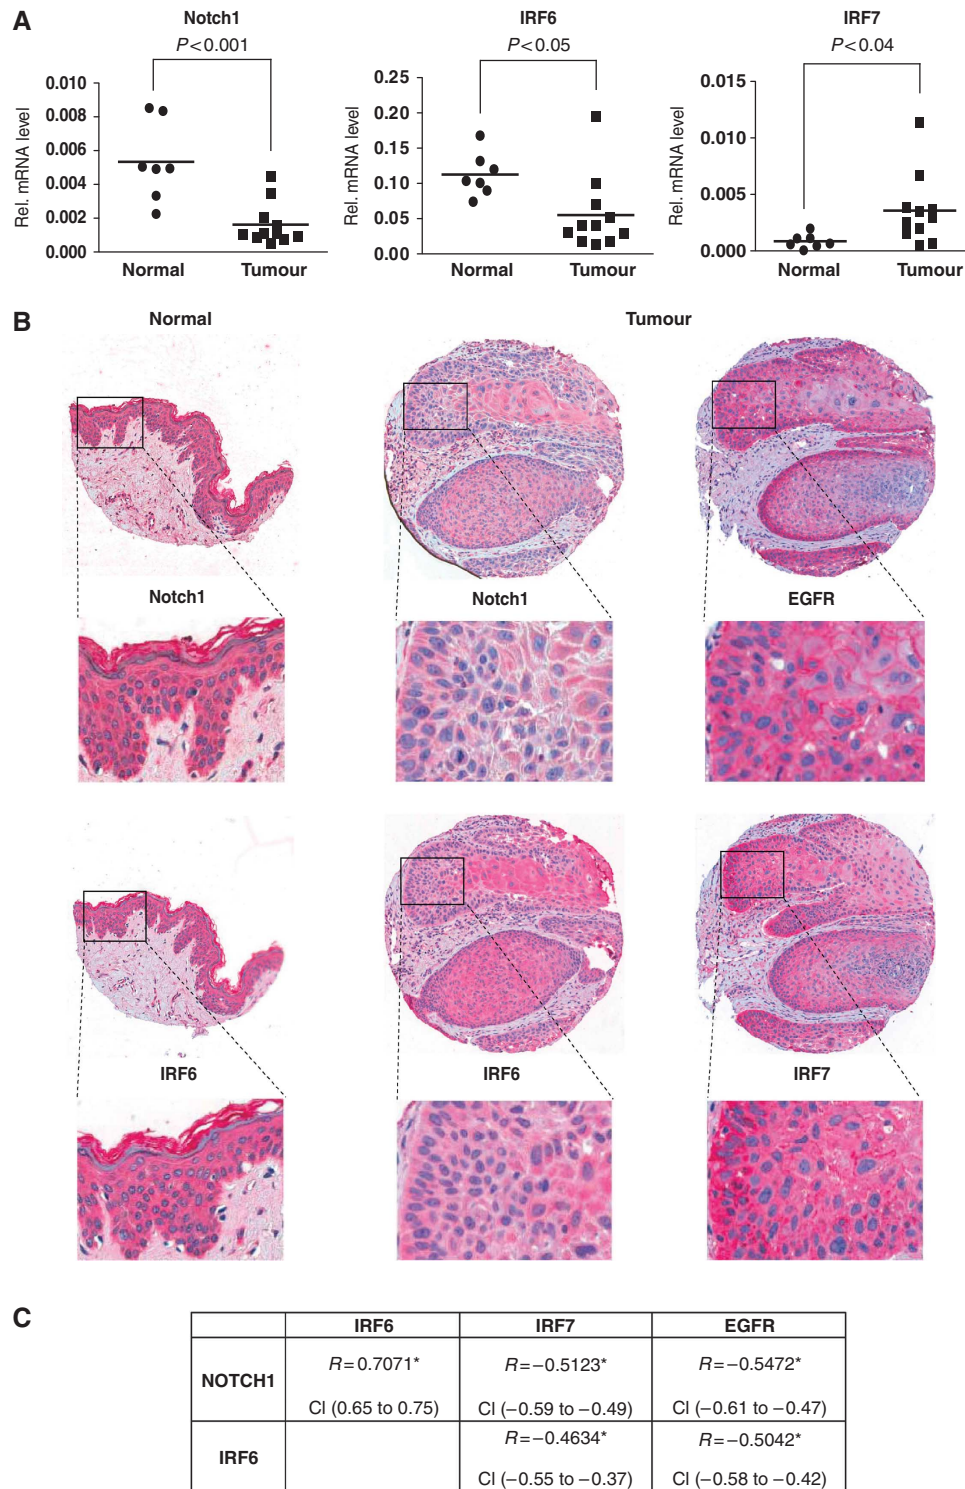 A
Notch1
P<0.001
Rel. mRNA level
0.010
0.008
0.006
0.004
0.002
0.000
Normal
Tumour
IRF6
P<0.05
Rel. mRNA level
0.25
0.20
0.15
0.10
0.05
0.00
Normal
Tumour
IRF7
P<0.04
Rel. mRNA level
0.015
0.010
0.005
0.000
Normal
Tumour
B
Normal
Tumour
Notch1
Notch1
EGFR
IRF6
IRF6
IRF7
C
IRF6 IRF7 EGFR
NOTCH1
R=0.7071* R=−0.5123* R=−0.5472*
CI (0.65 to 0.75) CI (−0.59 to −0.49) CI (−0.61 to −0.47)
IRF6
R=−0.4634* R=−0.5042*
CI (−0.55 to −0.37) CI (−0.58 to −0.42)